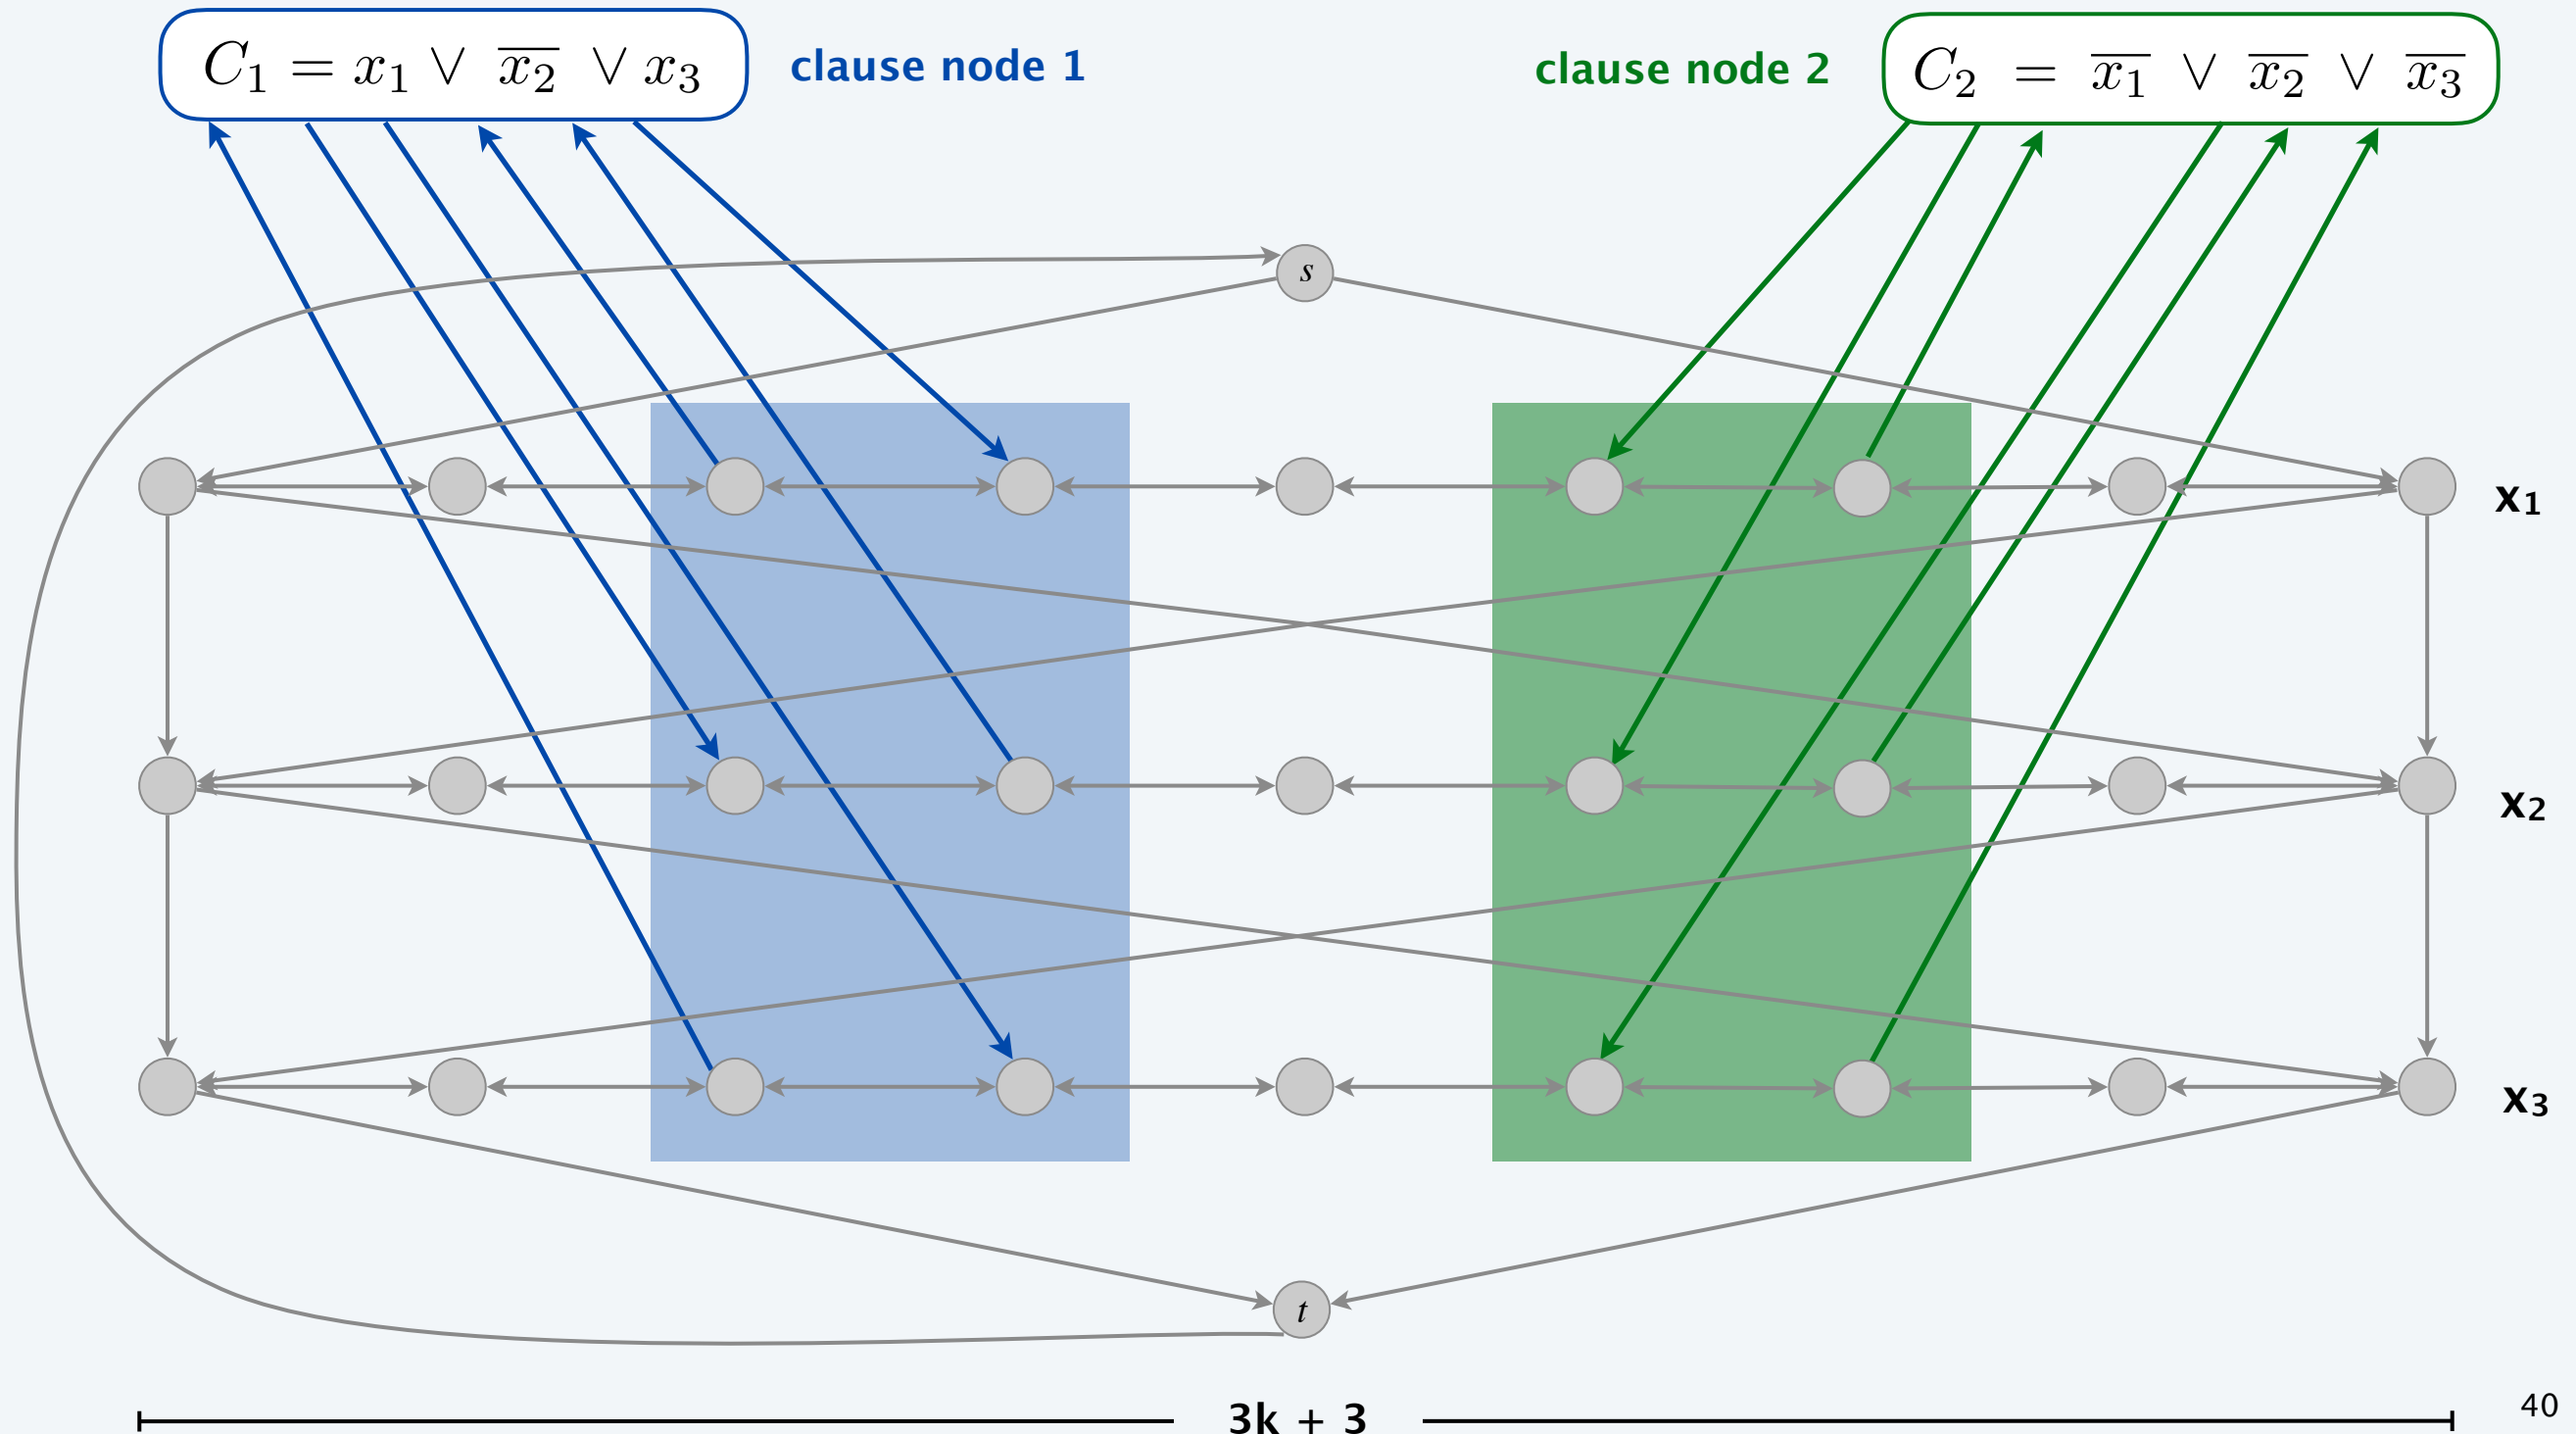 C₁ = x₁ ∨ x̅₂ ∨ x₃ clause node 1
clause node 2 C₂ = x̅₁ ∨ x̅₂ ∨ x̅₃
s
x₁
x₂
x₃
t
3k + 3
40